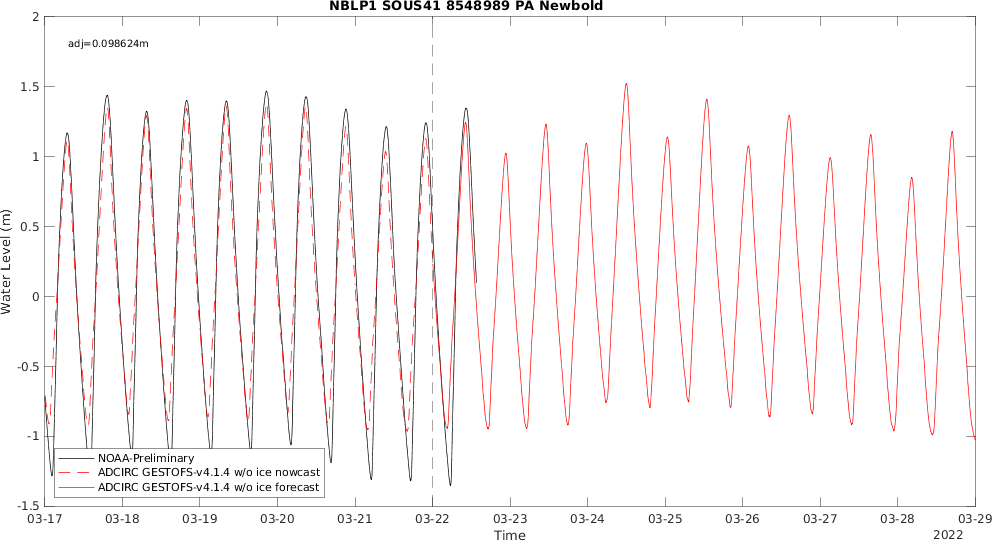 NBLP1 SOUS41 8548989 PA Newbold
adj=0.098624m
2
1.5
1
0.5
0
-0.5
-1
-1.5
Water Level (m)
NOAA-Preliminary
ADCIRC GESTOFS-v4.1.4 w/o ice nowcast
ADCIRC GESTOFS-v4.1.4 w/o ice forecast
03-17 03-18 03-19 03-20 03-21 03-22 03-23 03-24 03-25 03-26 03-27 03-28 03-29
Time
2022